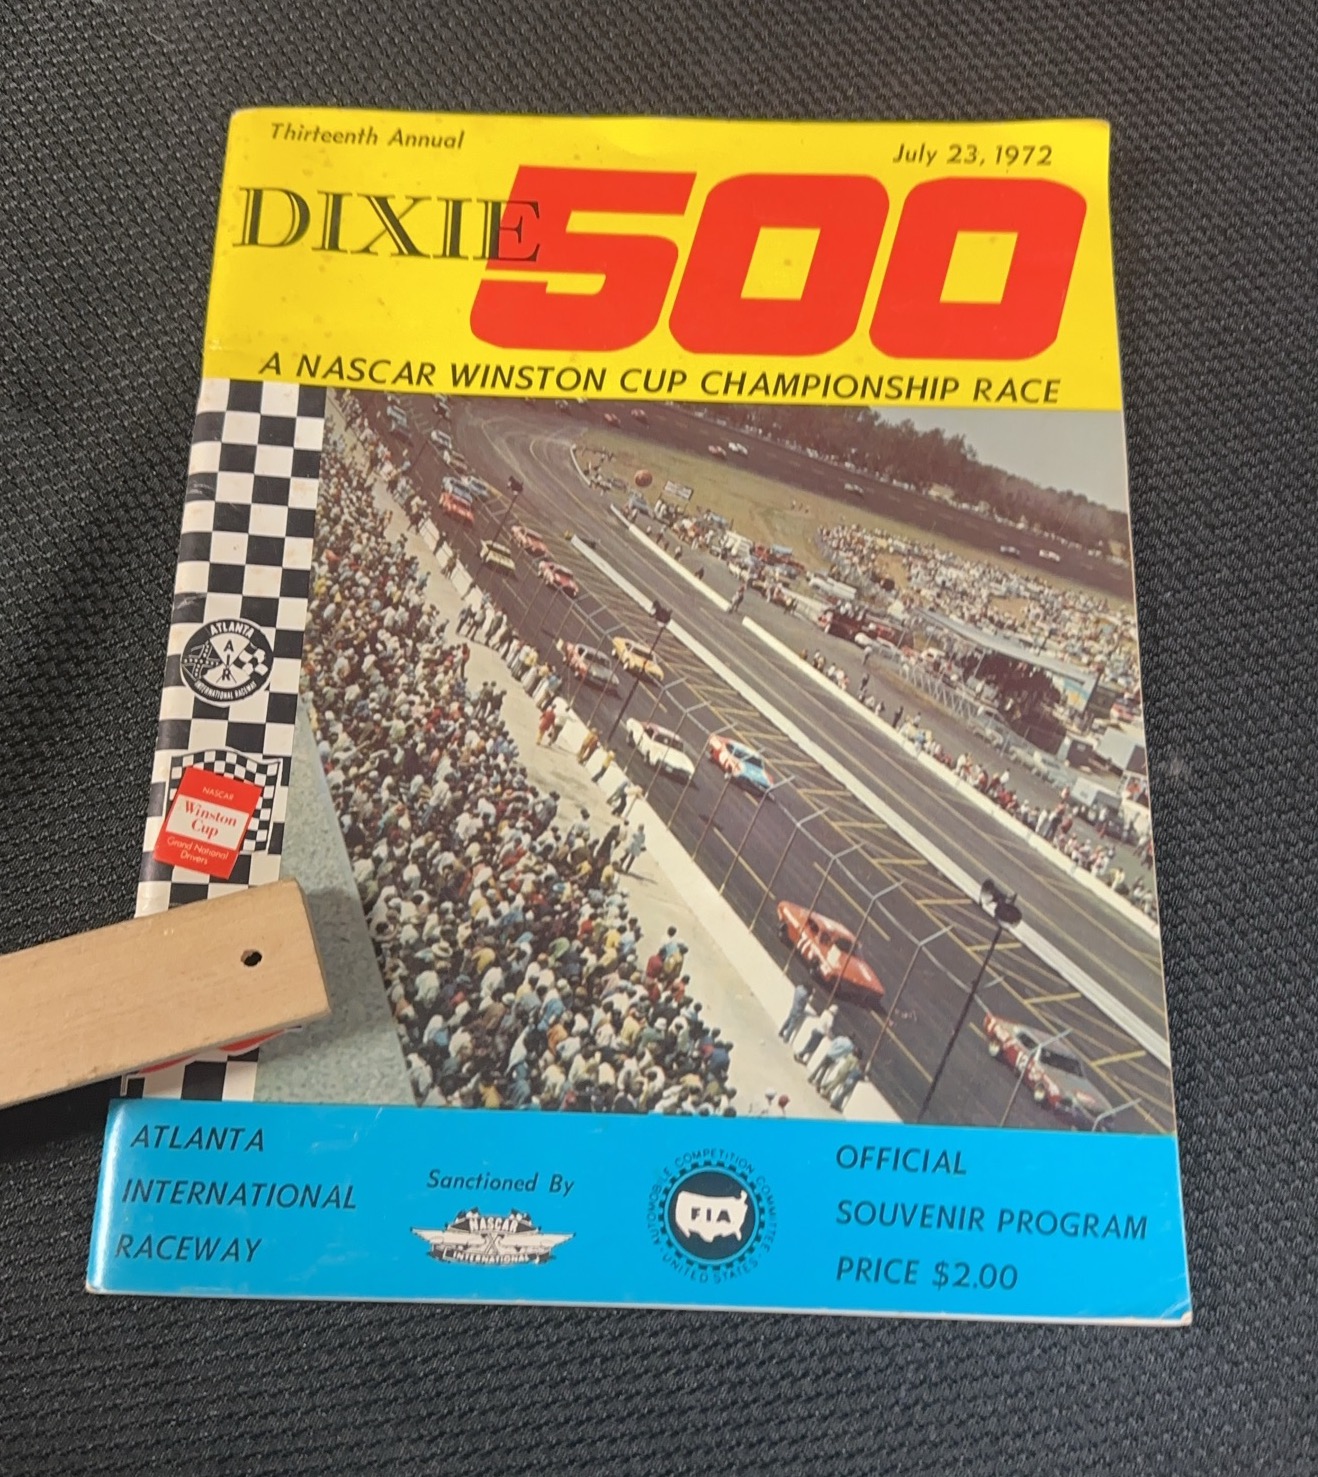 Thirteenth Annual
July 23, 1972
DIXIE 500
A NASCAR WINSTON CUP CHAMPIONSHIP RACE
ATLANTA
A
A I R
INTERNATIONAL RACEWAY
NASCAR
Winston
Cup
Grand National
Drivers
ATLANTA
INTERNATIONAL
RACEWAY
Sanctioned By
NASCAR
INTERNATIONAL
AUTOMOBILE COMPETITION COMMITTEE
FIA
UNITED STATES
OFFICIAL
SOUVENIR PROGRAM
PRICE $2.00